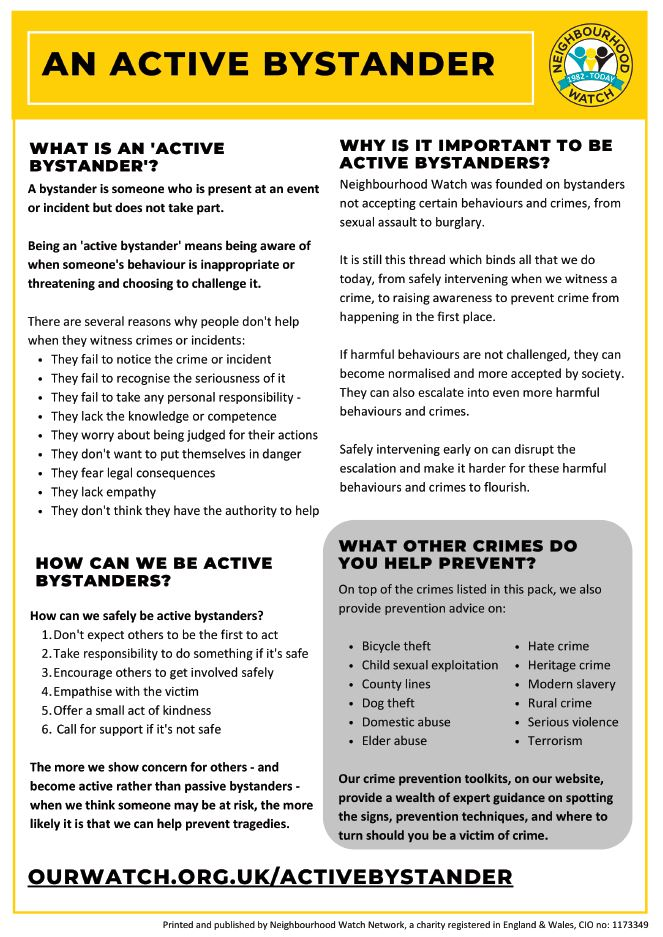 AN ACTIVE BYSTANDER
NEIGHBOURHOOD
1982 - TODAY
WATCH
WHAT IS AN 'ACTIVE
BYSTANDER'?
A bystander is someone who is present at an event
or incident but does not take part.
Being an 'active bystander' means being aware of
when someone's behaviour is inappropriate or
threatening and choosing to challenge it.
There are several reasons why people don't help
when they witness crimes or incidents:
• They fail to notice the crime or incident
• They fail to recognise the seriousness of it
• They fail to take any personal responsibility -
• They lack the knowledge or competence
• They worry about being judged for their actions
• They don't want to put themselves in danger
• They fear legal consequences
• They lack empathy
• They don't think they have the authority to help
HOW CAN WE BE ACTIVE
BYSTANDERS?
How can we safely be active bystanders?
1. Don't expect others to be the first to act
2. Take responsibility to do something if it's safe
3. Encourage others to get involved safely
4. Empathise with the victim
5. Offer a small act of kindness
6. Call for support if it's not safe
The more we show concern for others - and
become active rather than passive bystanders -
when we think someone may be at risk, the more
likely it is that we can help prevent tragedies.
WHY IS IT IMPORTANT TO BE
ACTIVE BYSTANDERS?
Neighbourhood Watch was founded on bystanders
not accepting certain behaviours and crimes, from
sexual assault to burglary.
It is still this thread which binds all that we do
today, from safely intervening when we witness a
crime, to raising awareness to prevent crime from
happening in the first place.
If harmful behaviours are not challenged, they can
become normalised and more accepted by society.
They can also escalate into even more harmful
behaviours and crimes.
Safely intervening early on can disrupt the
escalation and make it harder for these harmful
behaviours and crimes to flourish.
WHAT OTHER CRIMES DO
YOU HELP PREVENT?
On top of the crimes listed in this pack, we also
provide prevention advice on:
• Bicycle theft
• Child sexual exploitation
• County lines
• Dog theft
• Domestic abuse
• Elder abuse
• Hate crime
• Heritage crime
• Modern slavery
• Rural crime
• Serious violence
• Terrorism
Our crime prevention toolkits, on our website,
provide a wealth of expert guidance on spotting
the signs, prevention techniques, and where to
turn should you be a victim of crime.
OURWATCH.ORG.UK/ACTIVEBYSTANDER
Printed and published by Neighbourhood Watch Network, a charity registered in England & Wales, CIO no: 1173349